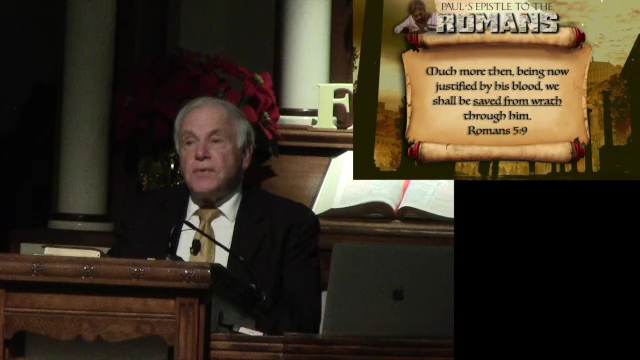 PAUL'S EPISTLE TO THE
ROMANS
Much more then, being now
justified by his blood, we
shall be saved from wrath
through him.
Romans 5:9
F